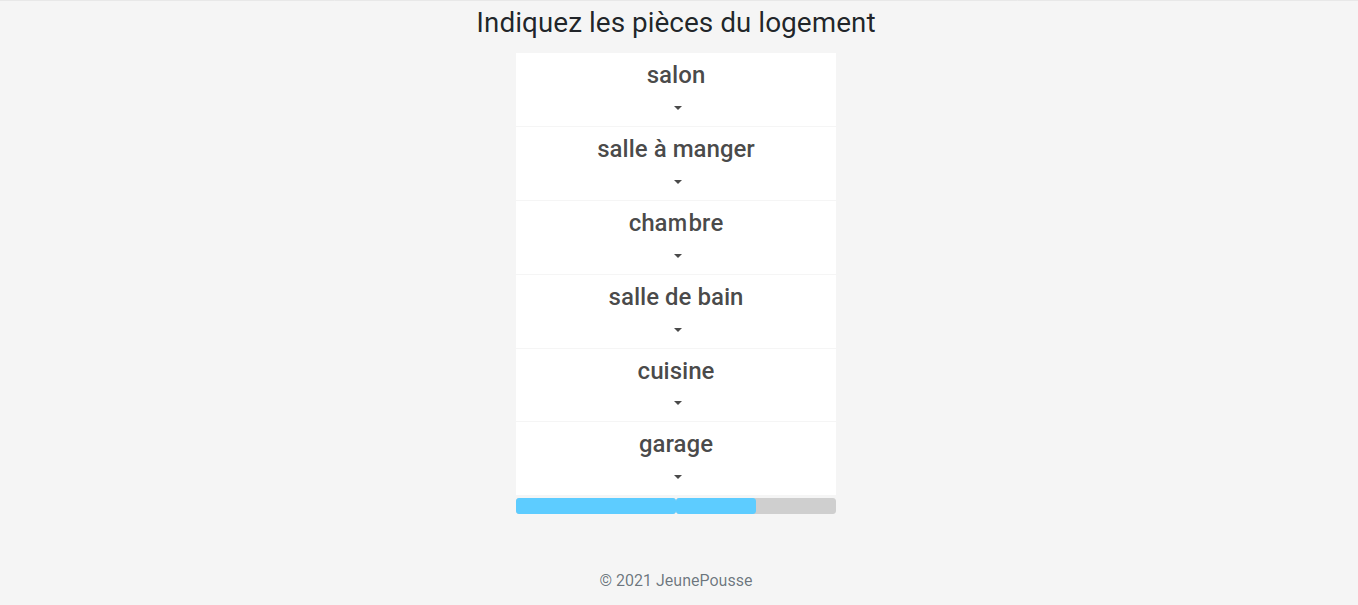 Indiquez les pièces du logement
salon
salle à manger
chambre
salle de bain
cuisine
garage
© 2021 JeunePousse